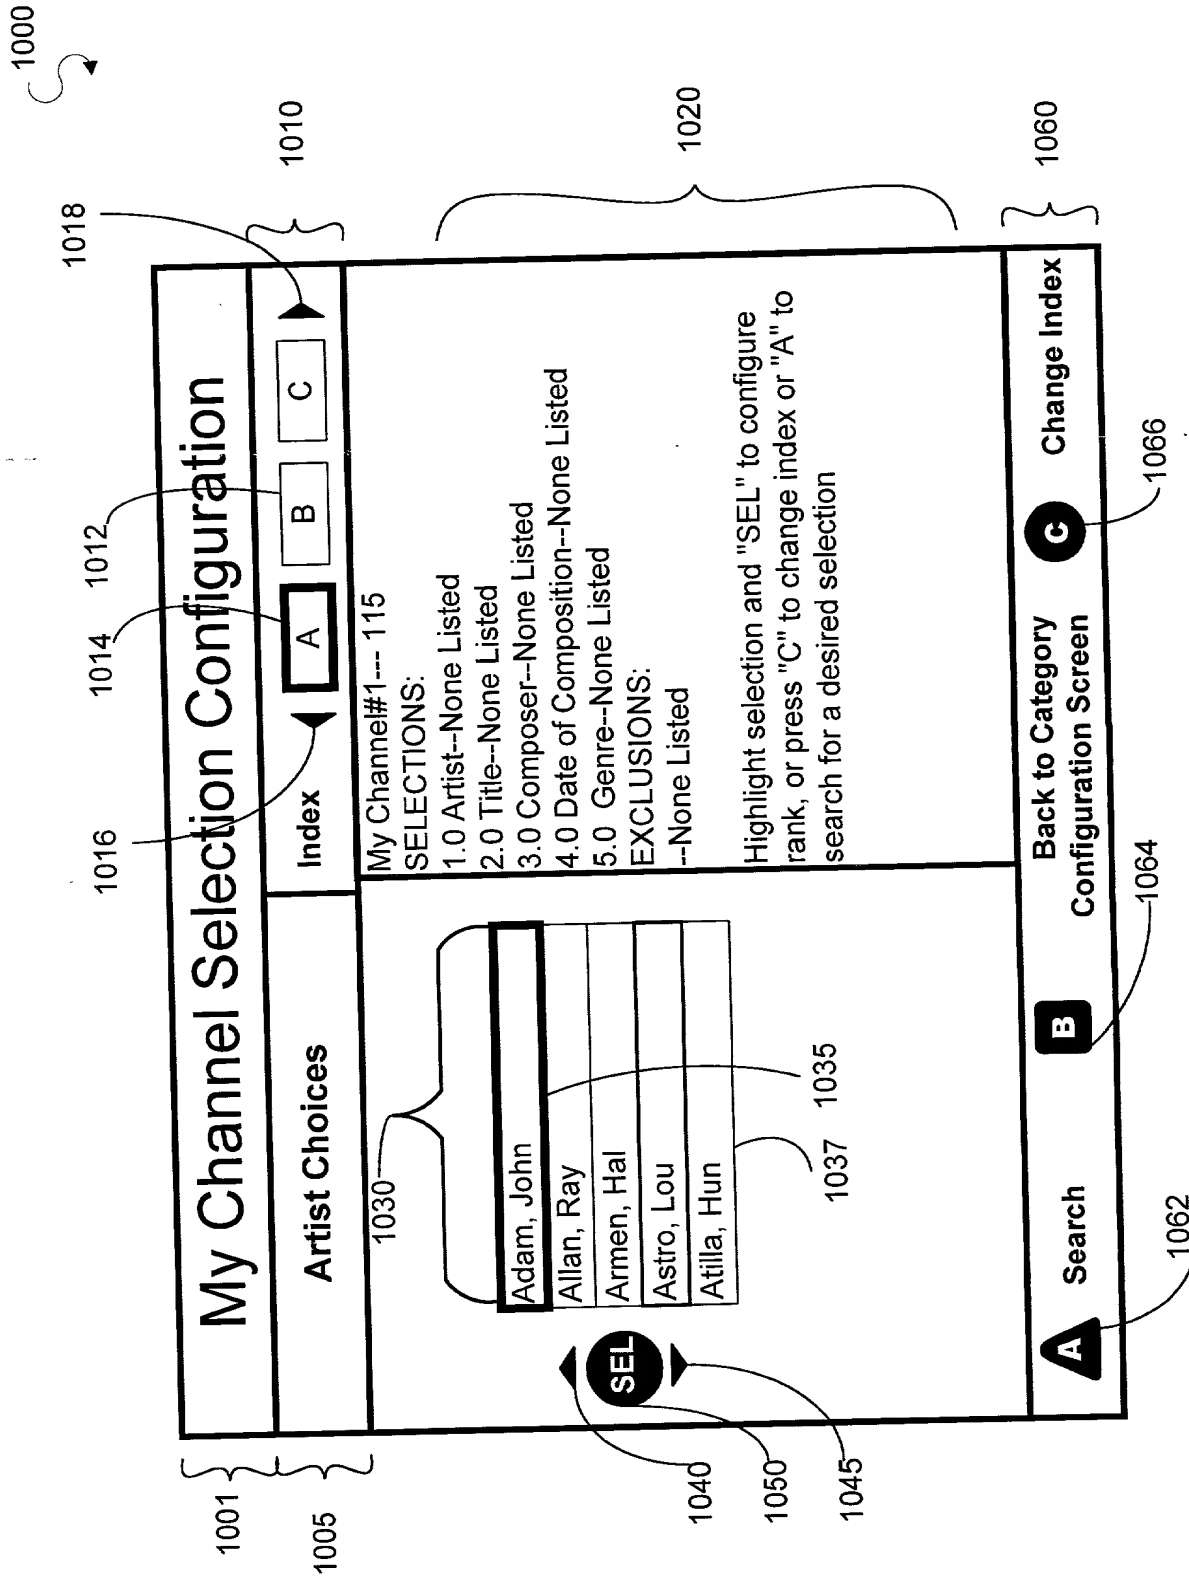 1000
My Channel Selection Configuration
1001
Artist Choices
1005
Index
A
B
C
1016
1014
1012
1018
1010
My Channel#1--- 115
SELECTIONS:
1.0 Artist--None Listed
2.0 Title--None Listed
3.0 Composer--None Listed
4.0 Date of Composition--None Listed
5.0 Genre--None Listed
EXCLUSIONS:
--None Listed
Highlight selection and "SEL" to configure
rank, or press "C" to change index or "A" to
search for a desired selection
1020
1030
Adam, John
Allan, Ray
Armen, Hal
Astro, Lou
Atilla, Hun
1035
1037
SEL
1040
1050
1045
A
Search
B
Back to Category
Configuration Screen
C
Change Index
1062
1064
1066
1060